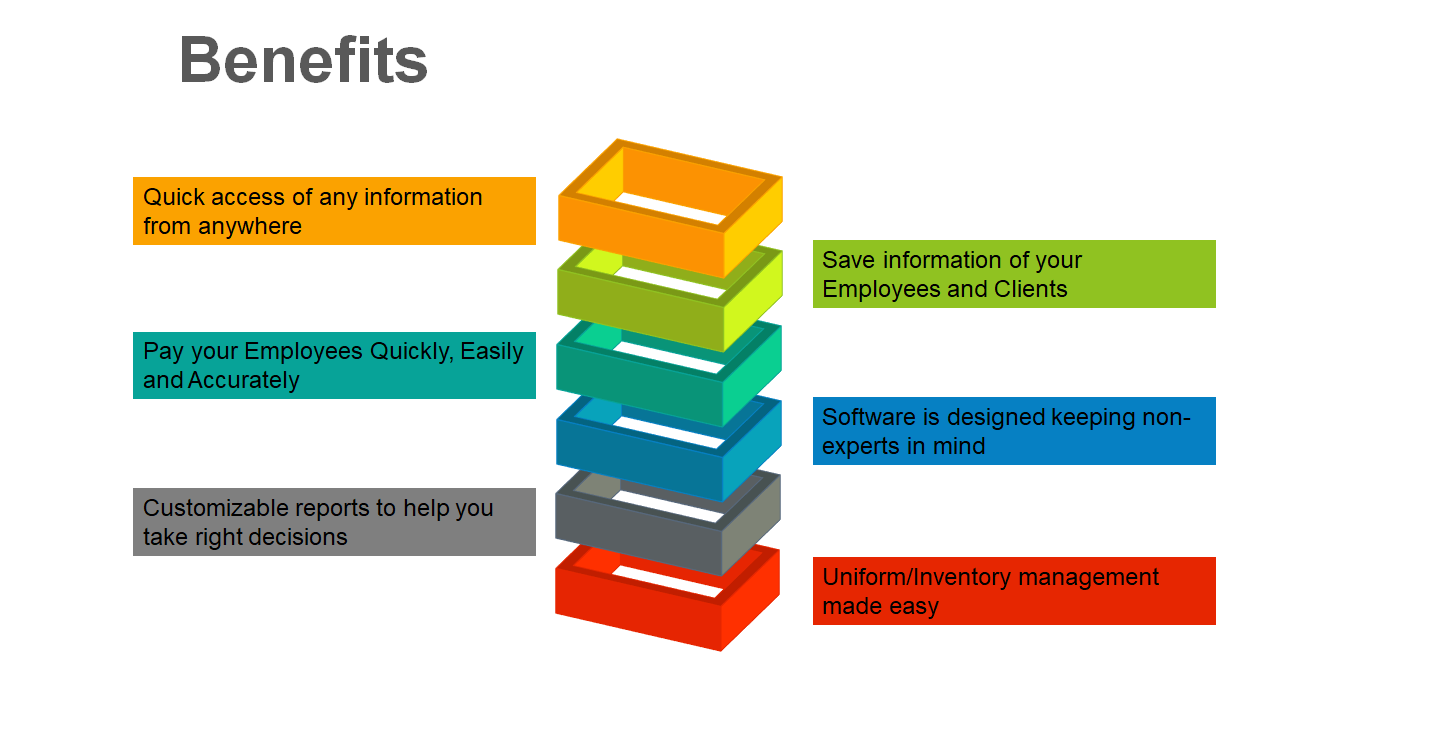 Benefits
Quick access of any information
from anywhere
Save information of your
Employees and Clients
Pay your Employees Quickly, Easily
and Accurately
Software is designed keeping non-
experts in mind
Customizable reports to help you
take right decisions
Uniform/Inventory management
made easy